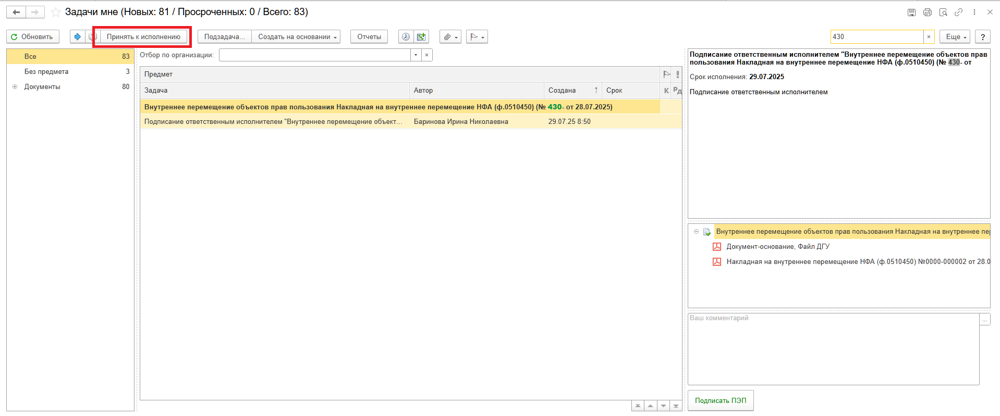 Задачи мне (Новых: 81 / Просроченных: 0 / Всего: 83)
Обновить
Принять к исполнению
Подзадача...
Создать на основании
Отчеты
430
×
Еще
?
Все 83
Без предмета 3
Документы 80
Отбор по организации:
×
Предмет
Задача Автор Создана ↑ Срок К Рд
Внутреннее перемещение объектов прав пользования Накладная на внутреннее перемещение НФА (ф.0510450) (№ 430- от 28.07.2025)
Подписание ответственным исполнителем "Внутреннее перемещение объект... Баринова Ирина Николаевна 29.07.25 8:50
Подписание ответственным исполнителем "Внутреннее перемещение объектов прав
пользования Накладная на внутреннее перемещение НФА (ф.0510450) (№ 430- от
Срок исполнения: 29.07.2025
Подписание ответственным исполнителем
Внутреннее перемещение объектов прав пользования Накладная на внутреннее пер
Документ-основание, Файл ДГУ
Накладная на внутреннее перемещение НФА (ф.0510450) №0000-000002 от 28.0
Ваш комментарий
...
Подписать ПЭП